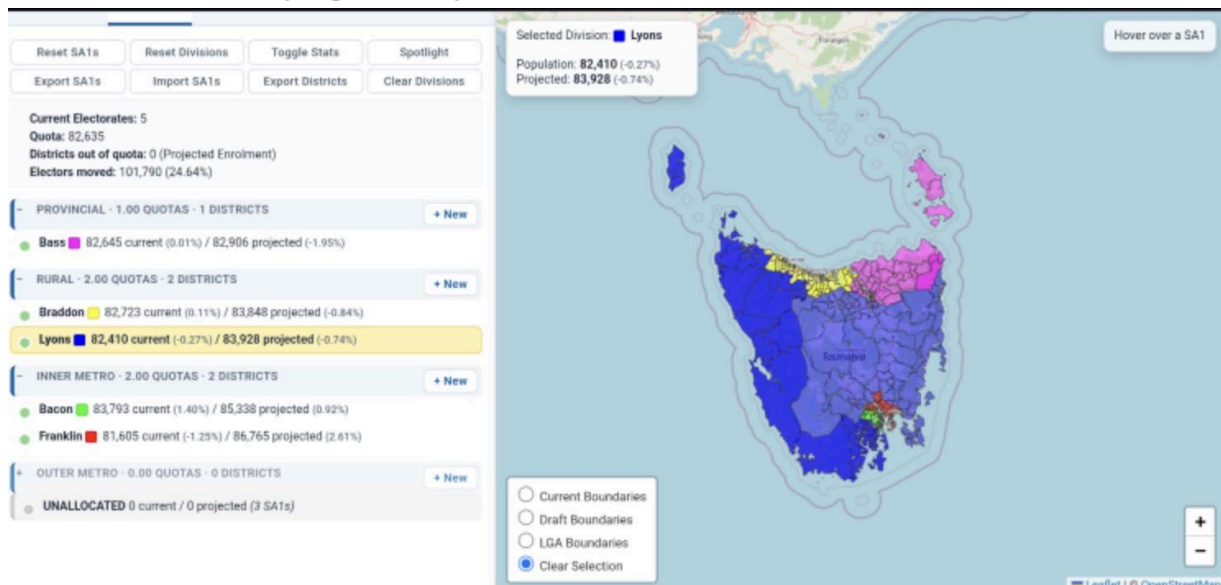 Reset SA1s
Reset Divisions
Toggle Stats
Spotlight
Export SA1s
Import SA1s
Export Districts
Clear Divisions
Current Electorates: 5
Quota: 82,635
Districts out of quota: 0 (Projected Enrolment)
Electors moved: 101,790 (24.64%)
− PROVINCIAL · 1.00 QUOTAS · 1 DISTRICTS
+ New
Bass 82,645 current (0.01%) / 82,906 projected (-1.95%)
− RURAL · 2.00 QUOTAS · 2 DISTRICTS
+ New
Braddon 82,723 current (0.11%) / 83,848 projected (-0.84%)
Lyons 82,410 current (-0.27%) / 83,928 projected (-0.74%)
− INNER METRO · 2.00 QUOTAS · 2 DISTRICTS
+ New
Bacon 83,793 current (1.40%) / 85,338 projected (0.92%)
Franklin 81,605 current (-1.25%) / 86,765 projected (2.61%)
+ OUTER METRO · 0.00 QUOTAS · 0 DISTRICTS
+ New
UNALLOCATED 0 current / 0 projected (3 SA1s)
Selected Division: Lyons
Population: 82,410 (-0.27%)
Projected: 83,928 (-0.74%)
Hover over a SA1
Tasmania
Current Boundaries
Draft Boundaries
LGA Boundaries
Clear Selection
+
−
Leaflet | © OpenStreetMap